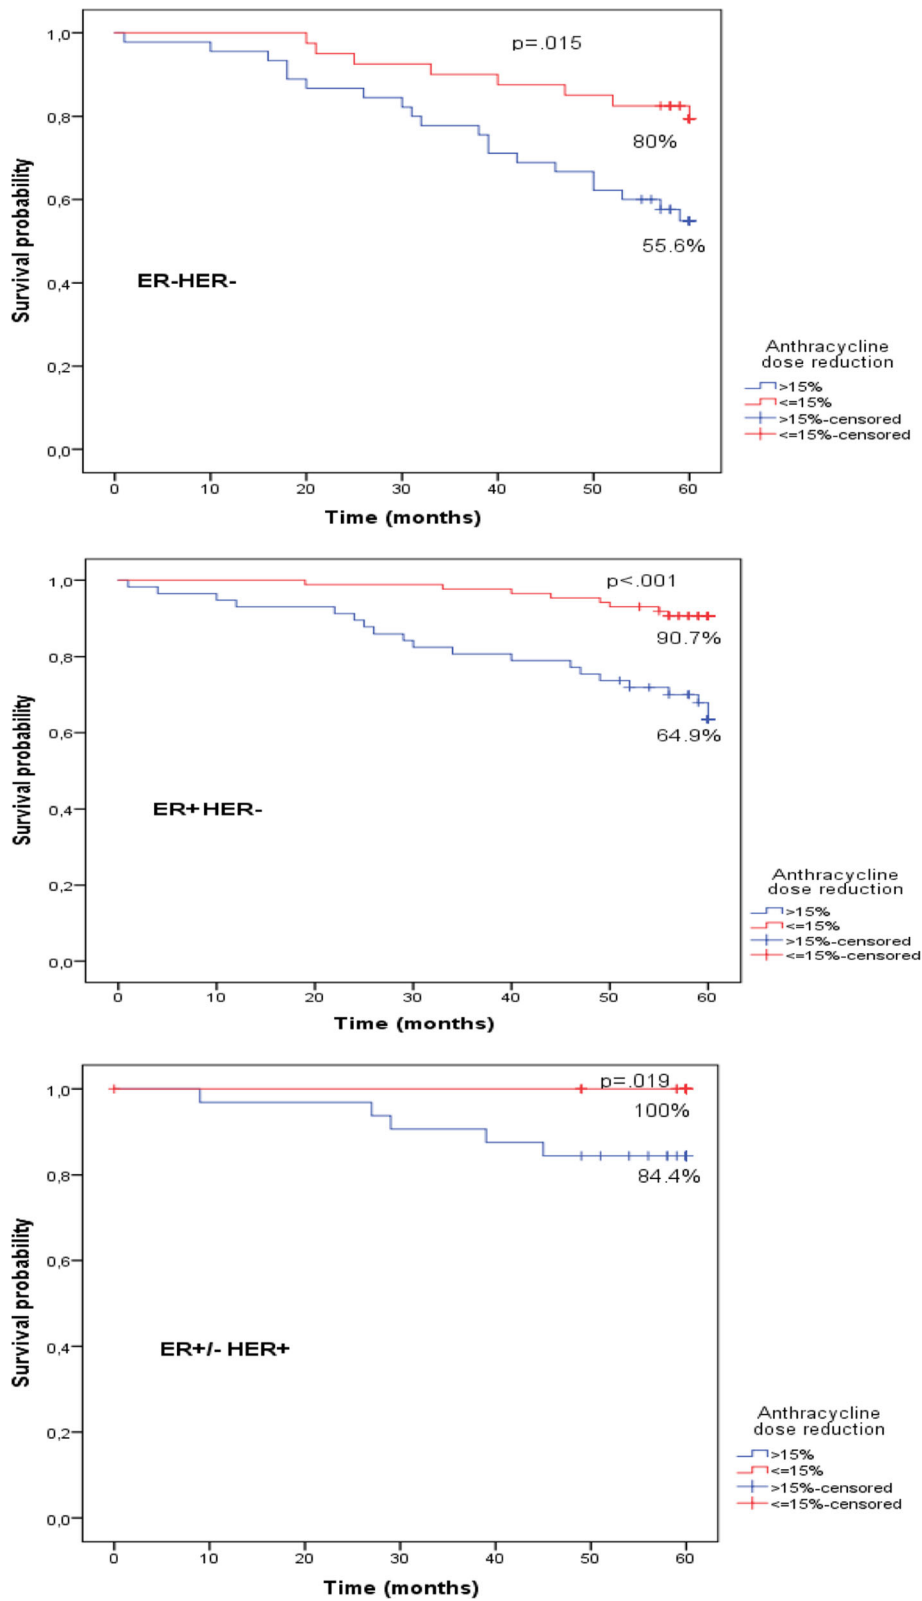 1,0
p=.015
0,8
80%
0,6
55.6%
ER-HER-
0,4
0,2
0,0
Survival probability
0 10 20 30 40 50 60
Time (months)
Anthracycline
dose reduction
>15%
<=15%
>15%-censored
<=15%-censored
1,0
p<.001
90.7%
0,8
64.9%
0,6
ER+HER-
0,4
0,2
0,0
Survival probability
0 10 20 30 40 50 60
Time (months)
Anthracycline
dose reduction
>15%
<=15%
>15%-censored
<=15%-censored
1,0
p=.019
100%
0,8
84.4%
0,6
ER+/- HER+
0,4
0,2
0,0
Survival probability
0 10 20 30 40 50 60
Time (months)
Anthracycline
dose reduction
>15%
<=15%
>15%-censored
<=15%-censored